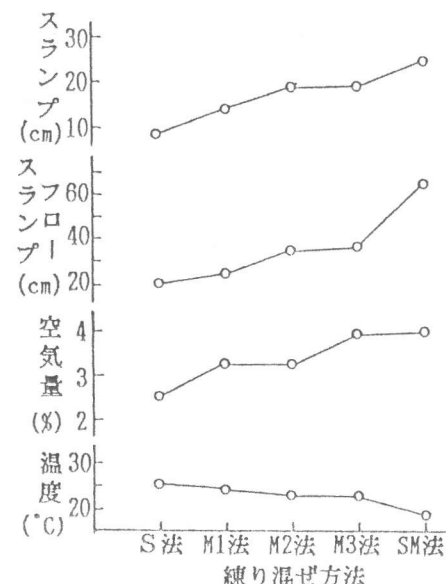 スランプ
(cm)
30
20
10
スランプ
フロー
(cm)
60
40
20
空気量
(%)
4
3
2
温度
(°C)
30
20
S法 M1法 M2法 M3法 SM法
練り混ぜ方法